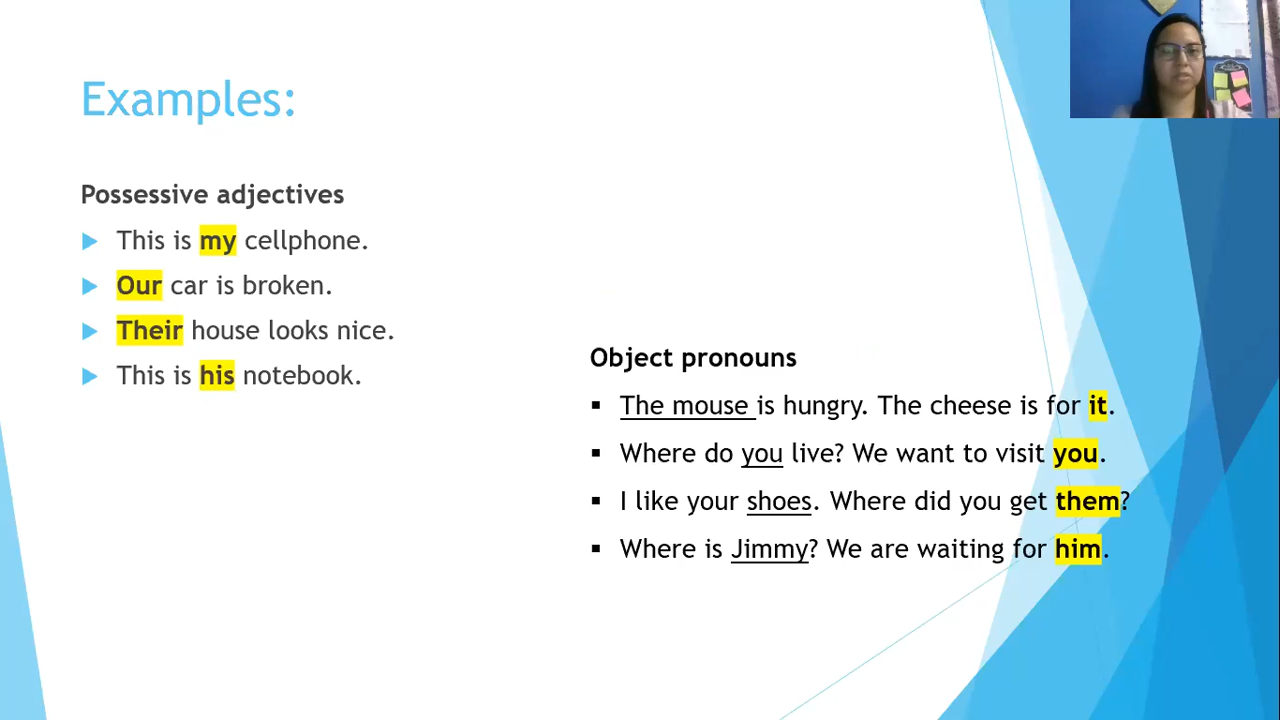 Examples:
Possessive adjectives
This is my cellphone.
Our car is broken.
Their house looks nice.
This is his notebook.
Object pronouns
The mouse is hungry. The cheese is for it.
Where do you live? We want to visit you.
I like your shoes. Where did you get them?
Where is Jimmy? We are waiting for him.